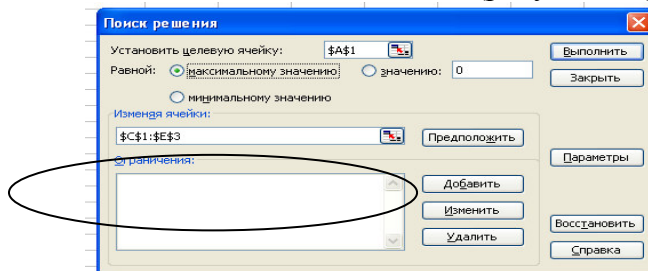 Поиск решения
Установить целевую ячейку: $A$1 Выполнить
Равной: максимальному значению значению: 0 Закрыть
минимальному значению
Изменяя ячейки:
$C$1:$E$3 Предположить
Ограничения: Параметры
Добавить
Изменить
Удалить Восстановить
Справка